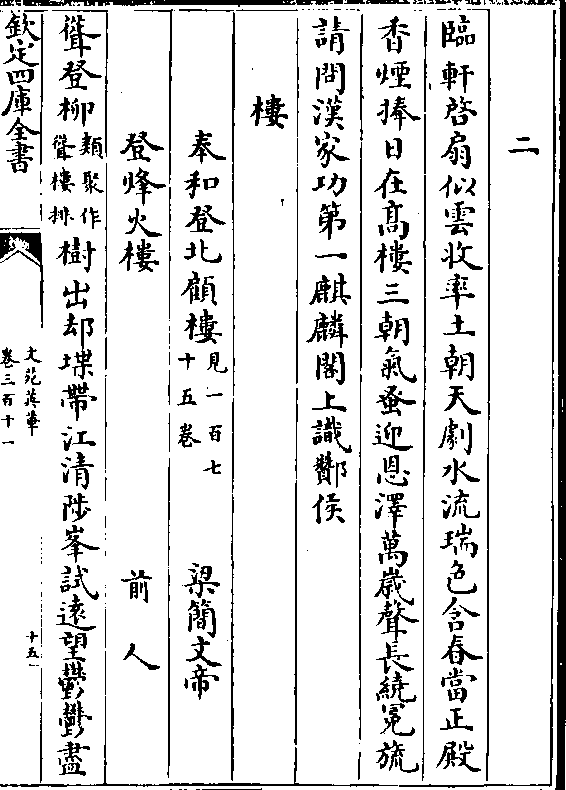 二
臨軒啓扇似雲收率土朝天劇水流瑞色含春當正殿
香煙捧日在高樓三朝氣蚤迎恩澤萬歲聲長繞冕旒
請問漢家功第一麒麟閣上識酇侯
樓
奉和登北顧樓見一百七十五卷 梁簡文帝
登烽火樓 前人
聳登柳類聚作聳樓排樹出却堞帶江清陟峯試遠望鬱鬱盡
欽定四庫全書
文苑英華
卷三百十一
十五